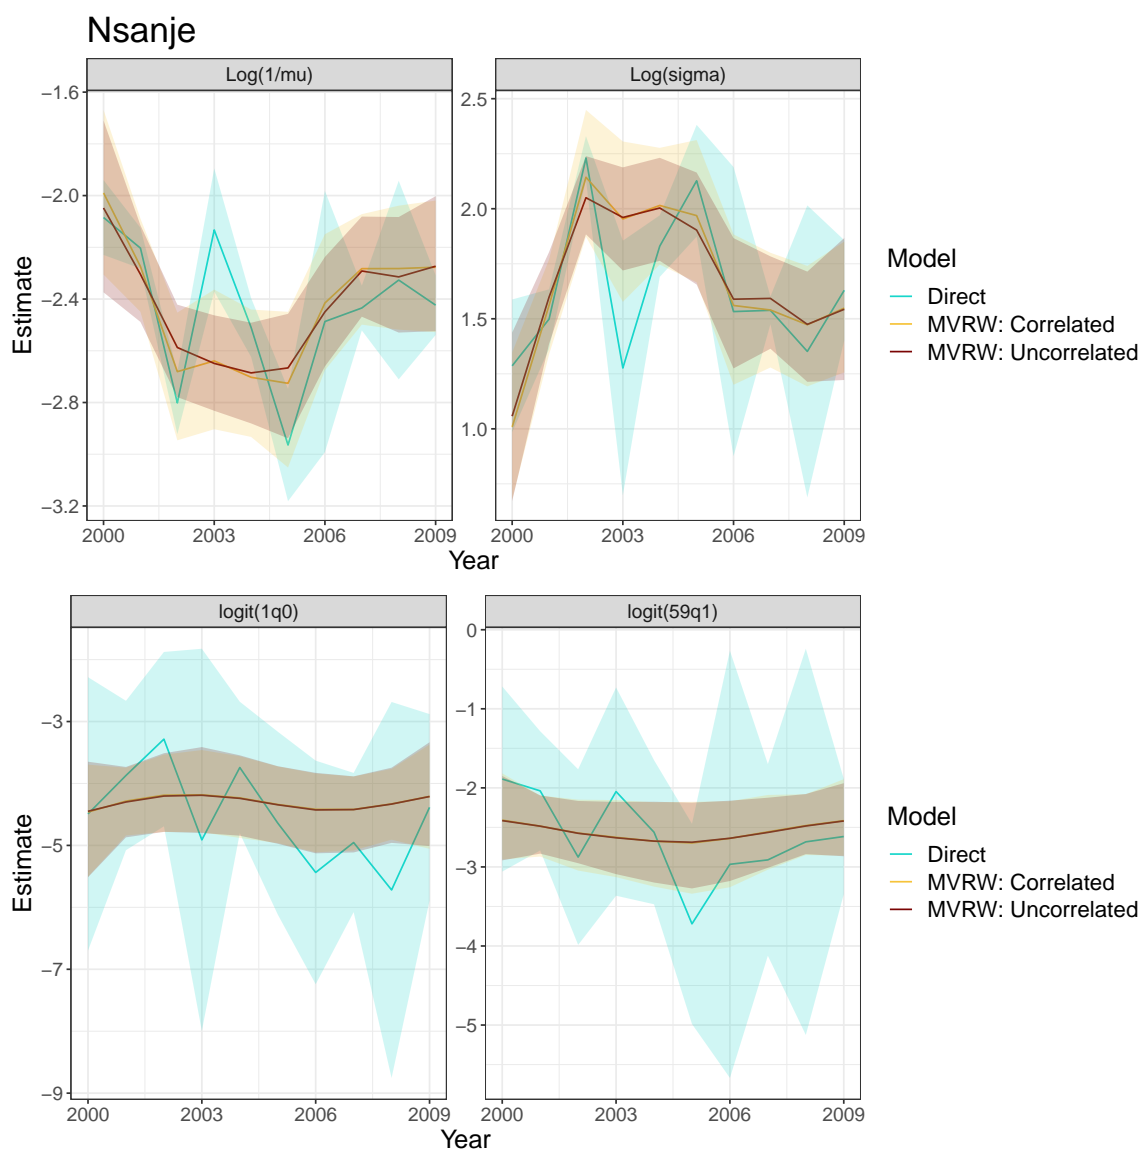 Nsanje
Log(1/mu)
Log(sigma)
Estimate
−1.6
−2.0
−2.4
−2.8
−3.2
2.5
2.0
1.5
1.0
2000
2003
2006
2009
2000
2003
2006
2009
Year
Model
Direct
MVRW: Correlated
MVRW: Uncorrelated
logit(1q0)
logit(59q1)
Estimate
−3
−5
−7
−9
0
−1
−2
−3
−4
−5
2000
2003
2006
2009
2000
2003
2006
2009
Year
Model
Direct
MVRW: Correlated
MVRW: Uncorrelated